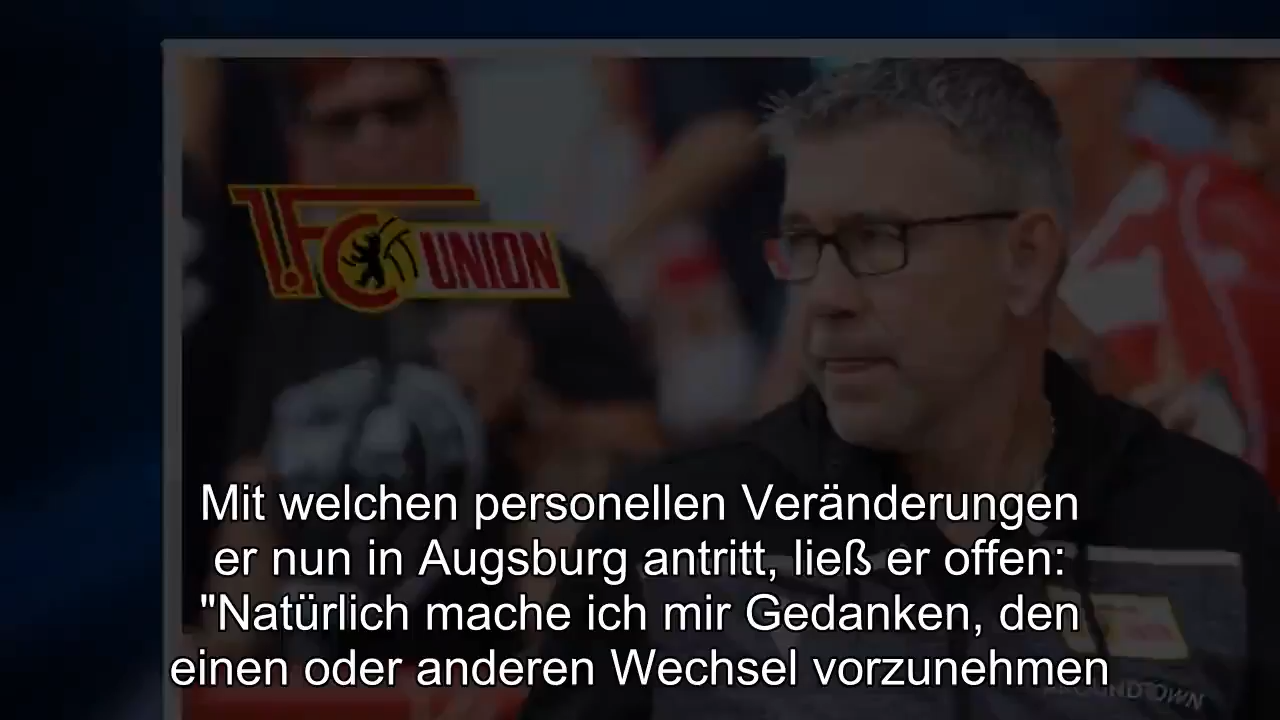 1.FC UNION
Mit welchen personellen Veränderungen
er nun in Augsburg antritt, ließ er offen:
"Natürlich mache ich mir Gedanken, den
einen oder anderen Wechsel vorzunehmen